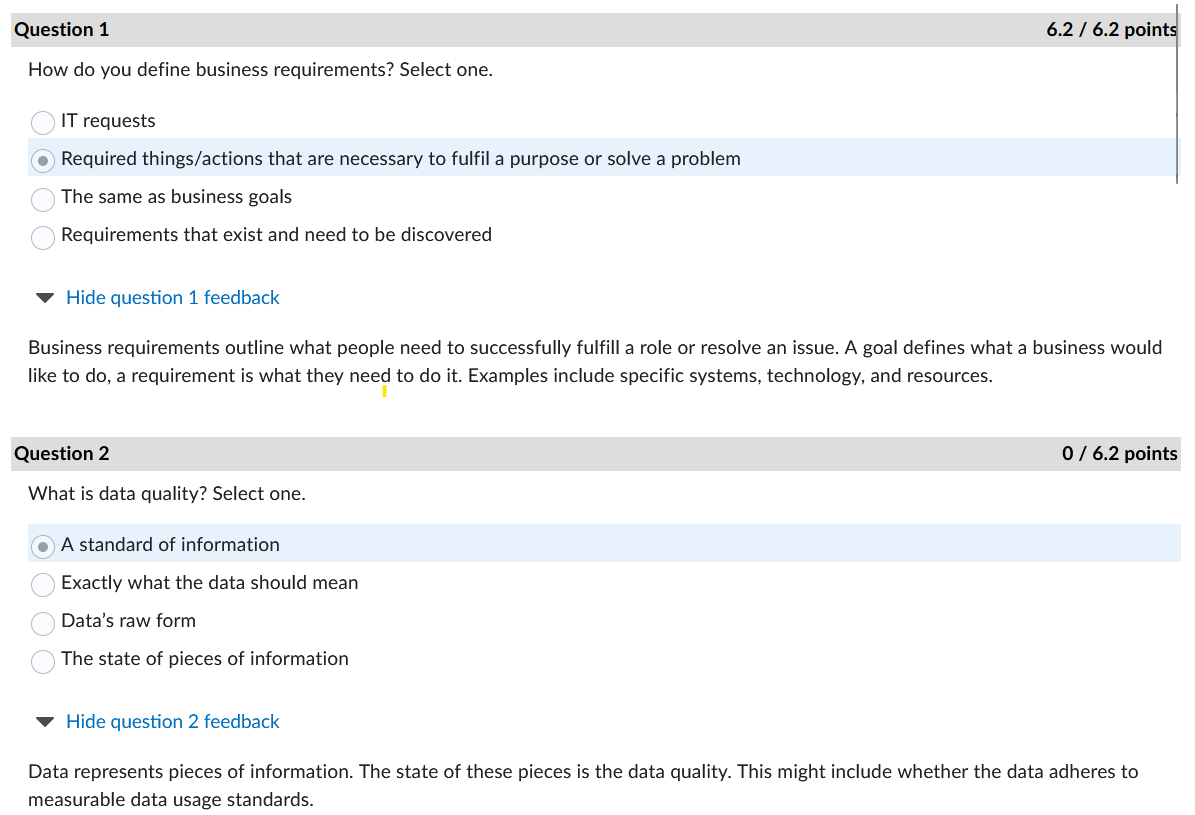 Question 1
6.2 / 6.2 points
How do you define business requirements? Select one.
IT requests
Required things/actions that are necessary to fulfil a purpose or solve a problem
The same as business goals
Requirements that exist and need to be discovered
Hide question 1 feedback
Business requirements outline what people need to successfully fulfill a role or resolve an issue. A goal defines what a business would
like to do, a requirement is what they need to do it. Examples include specific systems, technology, and resources.
Question 2
0 / 6.2 points
What is data quality? Select one.
A standard of information
Exactly what the data should mean
Data’s raw form
The state of pieces of information
Hide question 2 feedback
Data represents pieces of information. The state of these pieces is the data quality. This might include whether the data adheres to
measurable data usage standards.